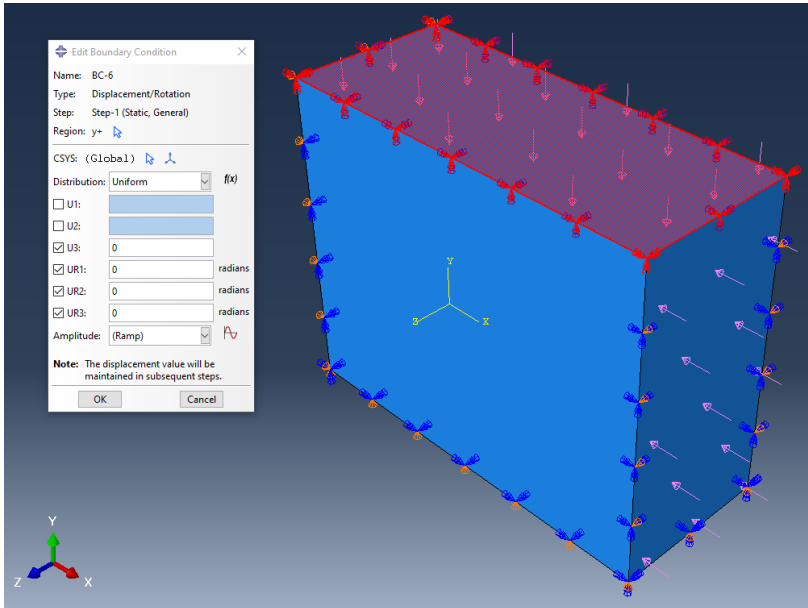 Edit Boundary Condition
Name: BC-6
Type: Displacement/Rotation
Step: Step-1 (Static, General)
Region: y+
CSYS: (Global)
Distribution: Uniform f(x)
U1:
U2:
U3: 0
UR1: 0 radians
UR2: 0 radians
UR3: 0 radians
Amplitude: (Ramp)
Note: The displacement value will be
maintained in subsequent steps.
OK Cancel
Y
Z X
Y
Z X